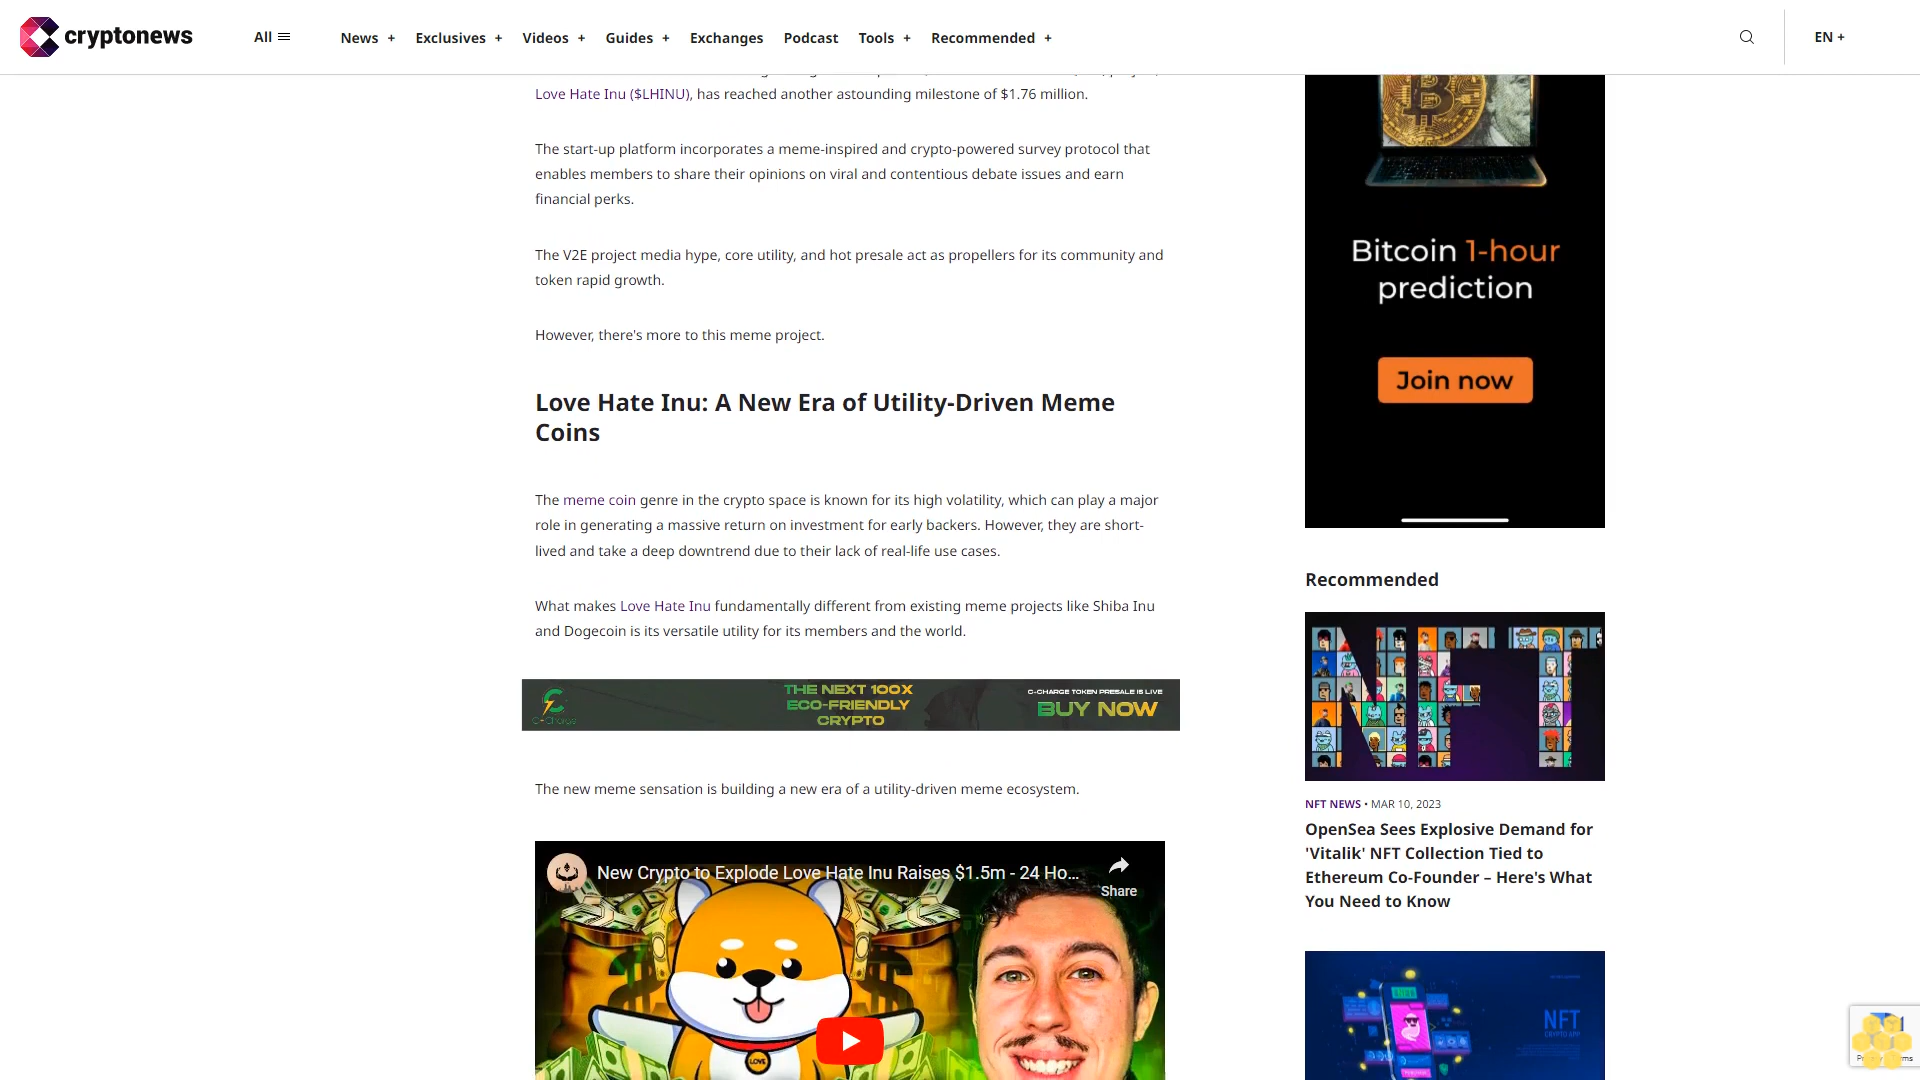 cryptonews
All
News +
Exclusives +
Videos +
Guides +
Exchanges
Podcast
Tools +
Recommended +
EN +
Love Hate Inu ($LHINU), has reached another astounding milestone of $1.76 million.
The start-up platform incorporates a meme-inspired and crypto-powered survey protocol that
enables members to share their opinions on viral and contentious debate issues and earn
financial perks.
The V2E project media hype, core utility, and hot presale act as propellers for its community and
token rapid growth.
However, there's more to this meme project.
Love Hate Inu: A New Era of Utility-Driven Meme
Coins
The meme coin genre in the crypto space is known for its high volatility, which can play a major
role in generating a massive return on investment for early backers. However, they are short-
lived and take a deep downtrend due to their lack of real-life use cases.
What makes Love Hate Inu fundamentally different from existing meme projects like Shiba Inu
and Dogecoin is its versatile utility for its members and the world.
C+Charge
THE NEXT 100X
ECO-FRIENDLY
CRYPTO
C-CHARGE TOKEN PRESALE IS LIVE
BUY NOW
The new meme sensation is building a new era of a utility-driven meme ecosystem.
New Crypto to Explode Love Hate Inu Raises $1.5m - 24 Ho...
Share
LOVE
Bitcoin 1-hour
prediction
Join now
Recommended
NFT
NFT NEWS • MAR 10, 2023
OpenSea Sees Explosive Demand for
'Vitalik' NFT Collection Tied to
Ethereum Co-Founder – Here's What
You Need to Know
NFT
CRYPTO APP